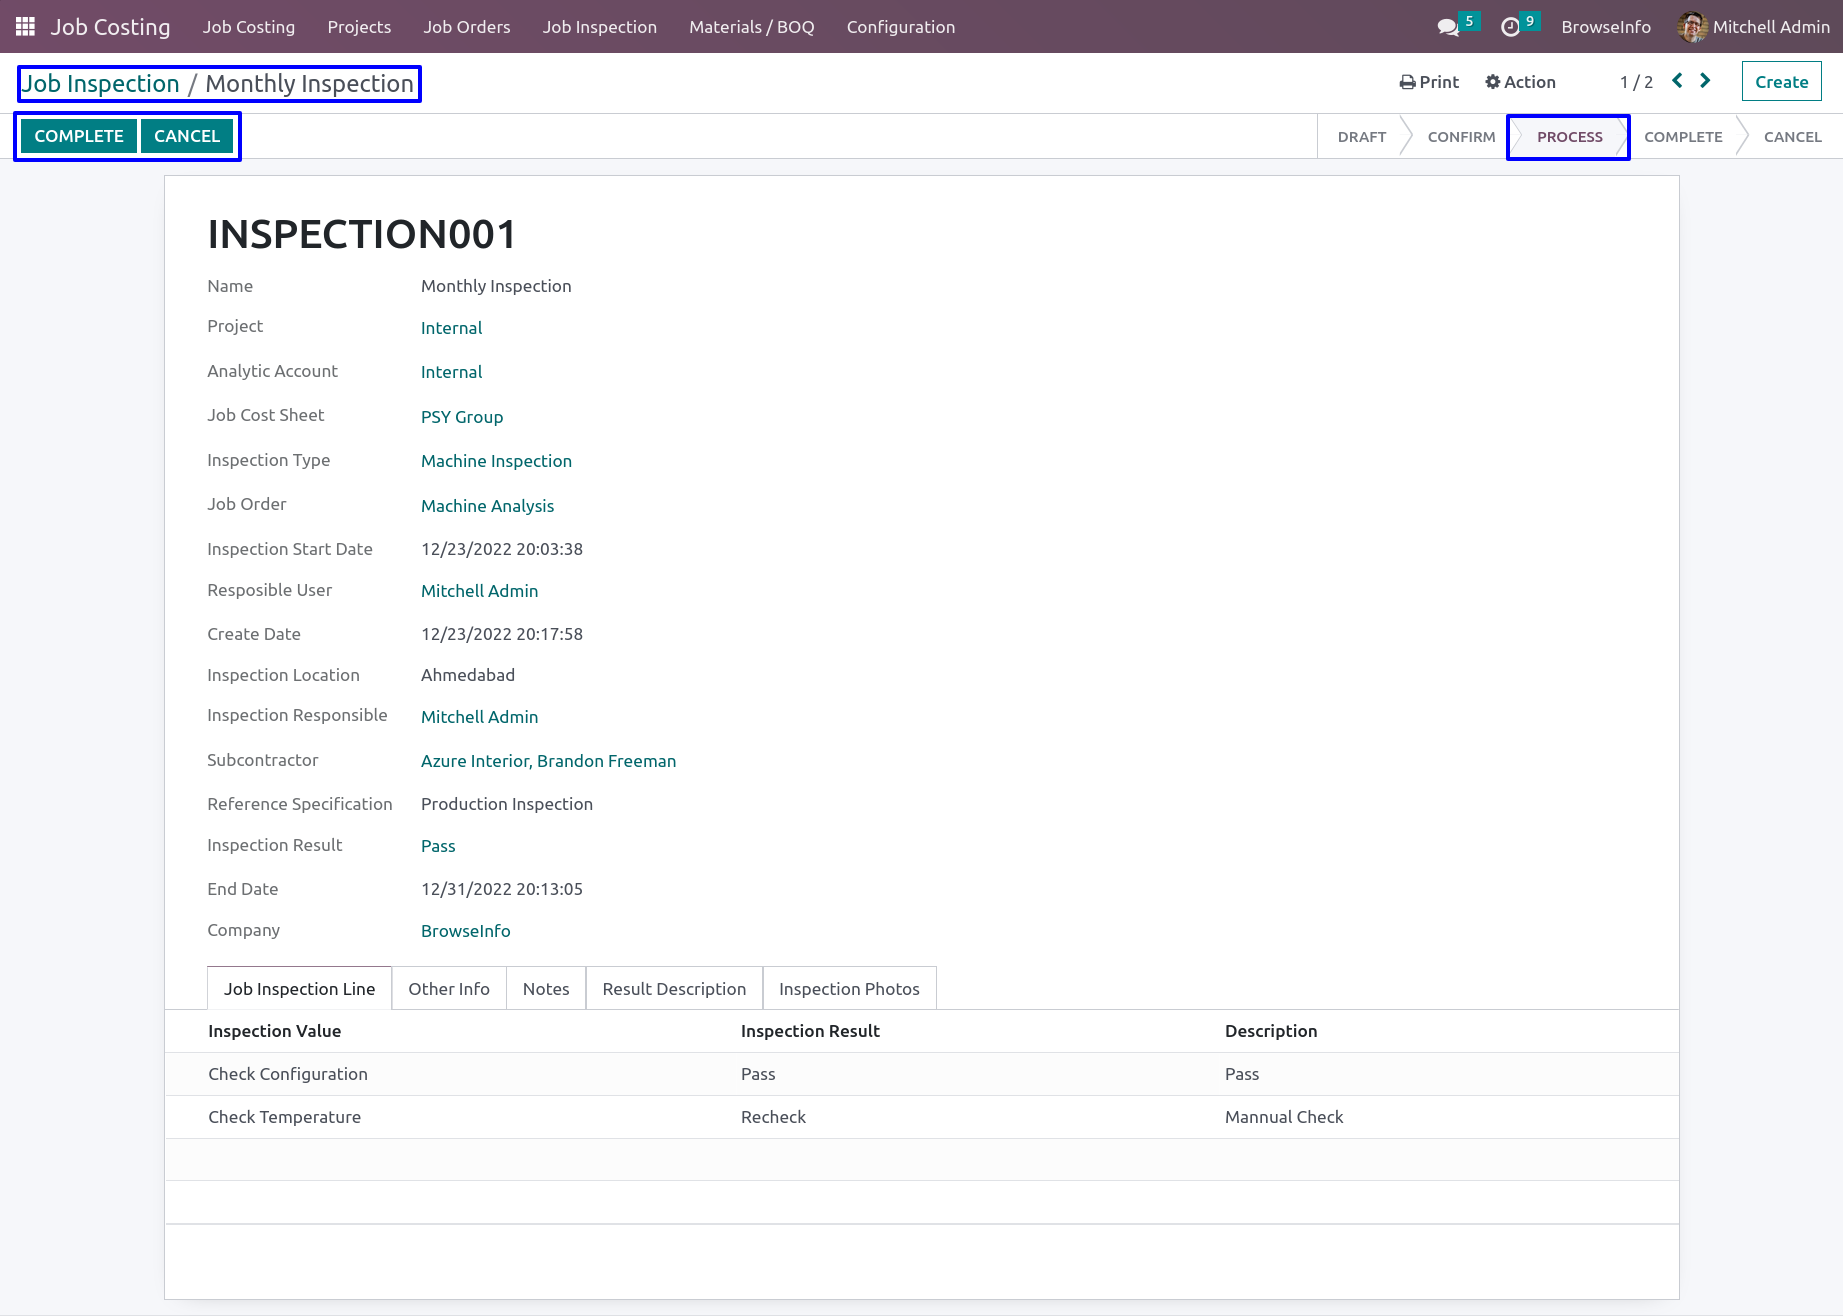 Job Costing Job Costing Projects Job Orders Job Inspection Materials / BOQ Configuration 5 9 BrowseInfo Mitchell Admin
Job Inspection / Monthly Inspection Print Action 1 / 2 Create
COMPLETE CANCEL DRAFT CONFIRM PROCESS COMPLETE CANCEL
INSPECTION001
Name Monthly Inspection
Project Internal
Analytic Account Internal
Job Cost Sheet PSY Group
Inspection Type Machine Inspection
Job Order Machine Analysis
Inspection Start Date 12/23/2022 20:03:38
Resposible User Mitchell Admin
Create Date 12/23/2022 20:17:58
Inspection Location Ahmedabad
Inspection Responsible Mitchell Admin
Subcontractor Azure Interior, Brandon Freeman
Reference Specification Production Inspection
Inspection Result Pass
End Date 12/31/2022 20:13:05
Company BrowseInfo
Job Inspection Line Other Info Notes Result Description Inspection Photos
Inspection Value Inspection Result Description
Check Configuration Pass Pass
Check Temperature Recheck Mannual Check